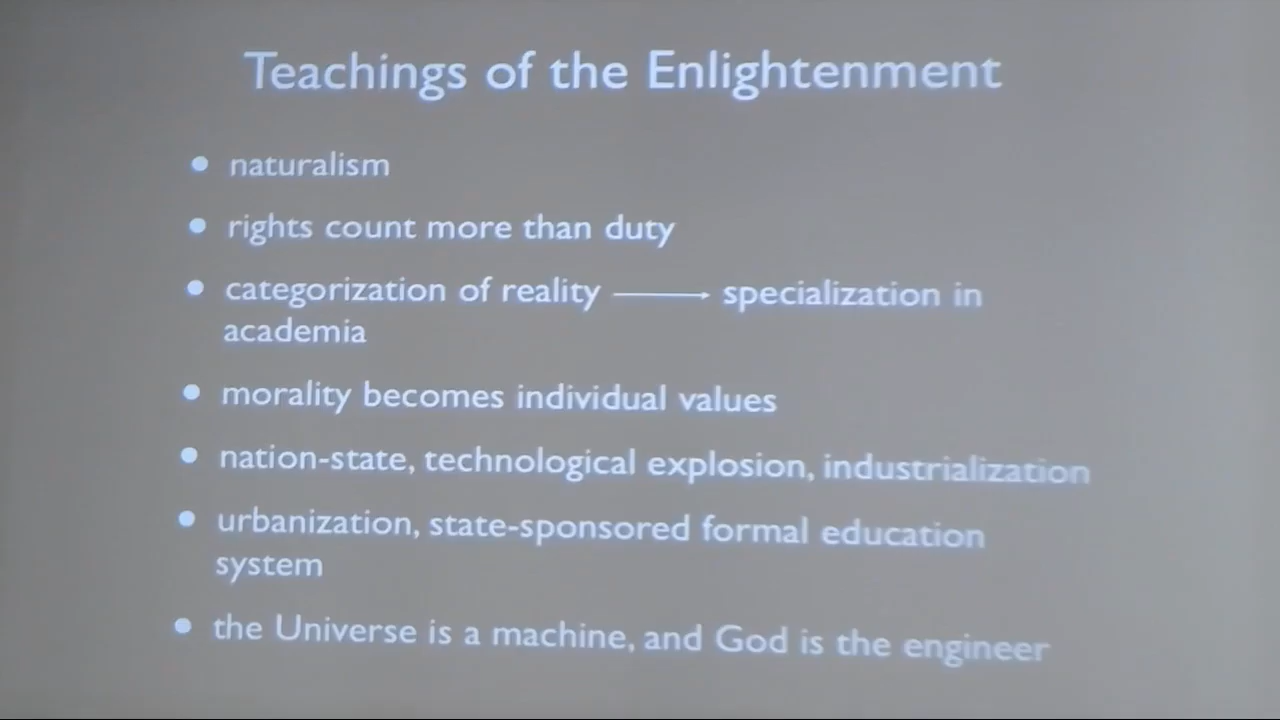 Teachings of the Enlightenment
• naturalism
• rights count more than duty
• categorization of reality ⟶ specialization in
academia
• morality becomes individual values
• nation-state, technological explosion, industrialization
• urbanization, state-sponsored formal education
system
• the Universe is a machine, and God is the engineer